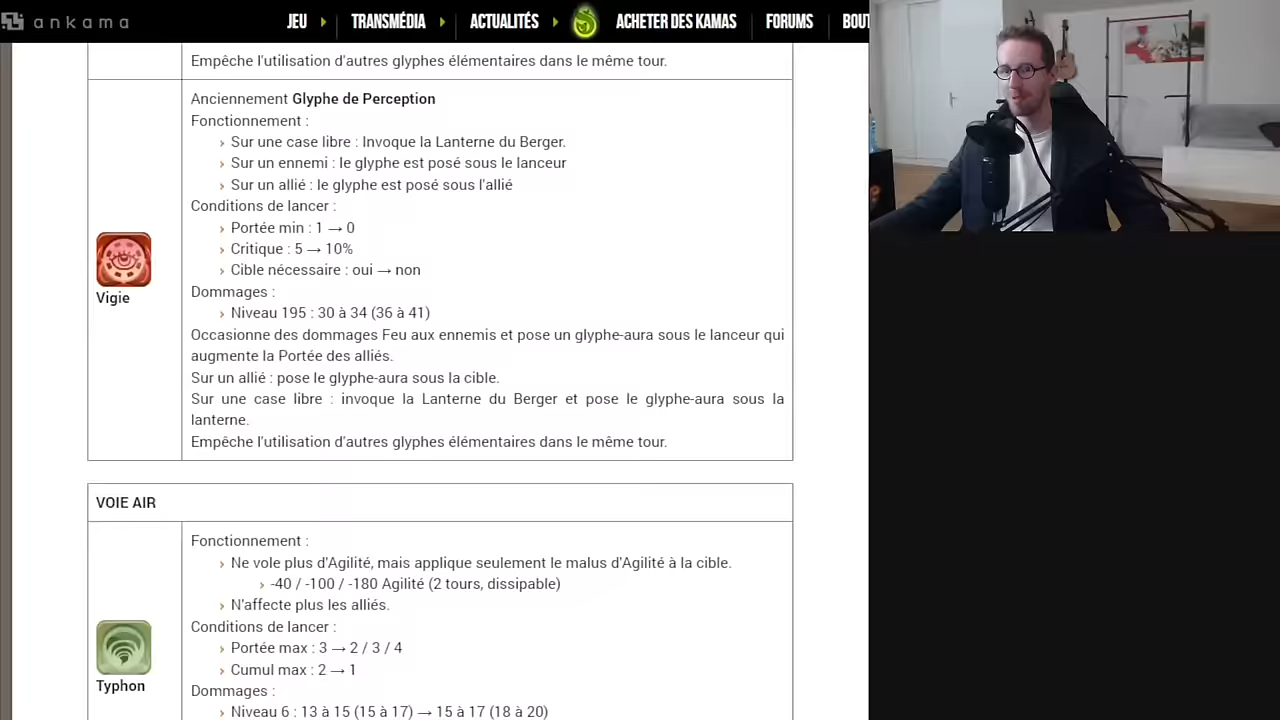 ankama
JEU
TRANSMÉDIA
ACTUALITÉS
ACHETER DES KAMAS
FORUMS
BOUT
Empêche l'utilisation d'autres glyphes élémentaires dans le même tour.
Vigie
Anciennement Glyphe de Perception
Fonctionnement :
› Sur une case libre : Invoque la Lanterne du Berger.
› Sur un ennemi : le glyphe est posé sous le lanceur
› Sur un allié : le glyphe est posé sous l'allié
Conditions de lancer :
› Portée min : 1 → 0
› Critique : 5 → 10%
› Cible nécessaire : oui → non
Dommages :
› Niveau 195 : 30 à 34 (36 à 41)
Occasionne des dommages Feu aux ennemis et pose un glyphe-aura sous le lanceur qui
augmente la Portée des alliés.
Sur un allié : pose le glyphe-aura sous la cible.
Sur une case libre : invoque la Lanterne du Berger et pose le glyphe-aura sous la
lanterne.
Empêche l'utilisation d'autres glyphes élémentaires dans le même tour.
VOIE AIR
Typhon
Fonctionnement :
› Ne vole plus d'Agilité, mais applique seulement le malus d'Agilité à la cible.
› -40 / -100 / -180 Agilité (2 tours, dissipable)
› N'affecte plus les alliés.
Conditions de lancer :
› Portée max : 3 → 2 / 3 / 4
› Cumul max : 2 → 1
Dommages :
› Niveau 6 : 13 à 15 (15 à 17) → 15 à 17 (18 à 20)